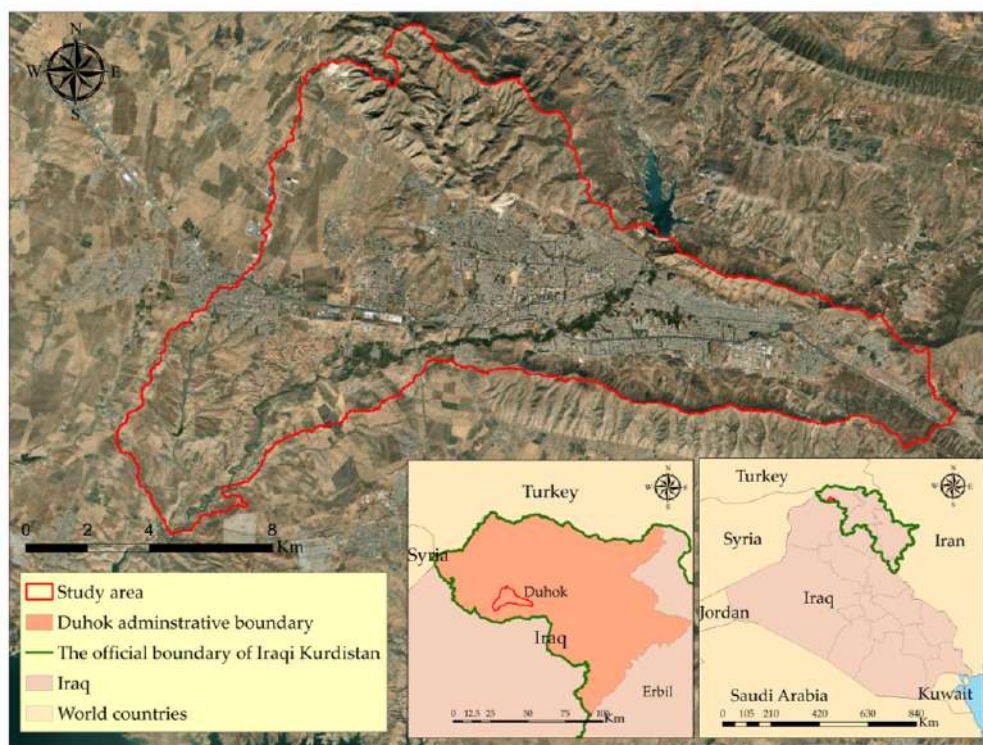 N
W E
S
0 2 4 8
Km
Study area
Duhok adminstrative boundary
The official boundary of Iraqi Kurdistan
Iraq
World countries
N
W E
S
Turkey
Syria
Duhok
Iraq
Erbil
0 12.5 25 50 75 100
Km
N
W E
S
Turkey
Syria
Iran
Iraq
Jordan
Saudi Arabia
Kuwait
0 105 210 420 630 840
Km